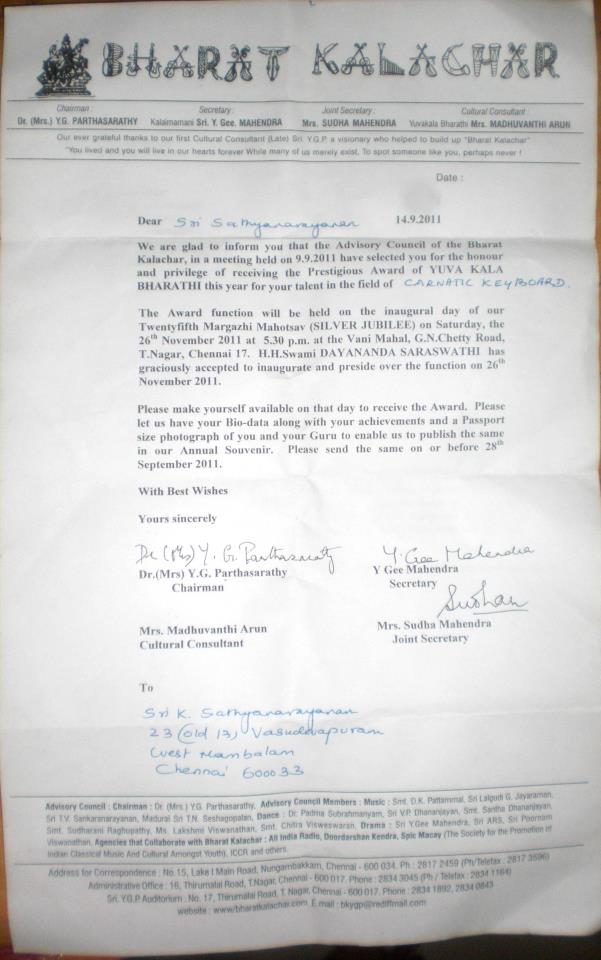 BHARAT KALACHAR
Chairman : Secretary : Joint Secretary : Cultural Consultant :
Dr. (Mrs.) Y.G. PARTHASARATHY Kalaimamani Sri. Y. Gee. MAHENDRA Mrs. SUDHA MAHENDRA Yuvakala Bharathi Mrs. MADHUVANTHI ARUN
Our ever grateful thanks to our first Cultural Consultant (Late) Sri. Y.G.P. a visionary who helped to build up "Bharat Kalachar"
"You lived and you will live in our hearts forever While many of us merely exist. To spot someone like you, perhaps never !
Date :
Dear Sri Sathyanarayanan 14.9.2011
We are glad to inform you that the Advisory Council of the Bharat
Kalachar, in a meeting held on 9.9.2011 have selected you for the honour
and privilege of receiving the Prestigious Award of YUVA KALA
BHARATHI this year for your talent in the field of CARNATIC KEYBOARD.
The Award function will be held on the inaugural day of our
Twentyfifth Margazhi Mahotsav (SILVER JUBILEE) on Saturday, the
26th November 2011 at 5.30 p.m. at the Vani Mahal, G.N.Chetty Road,
T.Nagar, Chennai 17. H.H.Swami DAYANANDA SARASWATHI has
graciously accepted to inaugurate and preside over the function on 26th
November 2011.
Please make yourself available on that day to receive the Award. Please
let us have your Bio-data along with your achievements and a Passport
size photograph of you and your Guru to enable us to publish the same
in our Annual Souvenir. Please send the same on or before 28th
September 2011.
With Best Wishes
Yours sincerely
Dr (Mrs) Y. G. Parthasarathy Y. Gee Mahendra
Dr.(Mrs) Y.G. Parthasarathy Y Gee Mahendra
Chairman Secretary
Mrs. Madhuvanthi Arun Mrs. Sudha Mahendra
Cultural Consultant Joint Secretary
To
Sri K. Sathyanarayanan
23 (Old 13) Vasudevapuram
West Mambalam
Chennai 600033
Advisory Council : Chairman : Dr. (Mrs.) Y.G. Parthasarathy. Advisory Council Members : Music : Smt. D.K. Pattammal, Sri Lalgudi G. Jayaraman,
Sri T.V. Sankaranarayanan, Madurai Sri T.N. Seshagopalan, Dance : Dr. Padma Subrahmanyam, Sri V.P. Dhananjayan, Smt. Santha Dhananjayan,
Smt. Sudharani Raghupathy, Ms. Lakshmi Viswanathan, Smt. Chitra Visweswaran. Drama : Sri Y.Gee Mahendra, Sri ARS, Sri Poornam
Viswanathan, Agencies that Collaborate with Bharat Kalachar : All India Radio, Doordarshan Kendra, Spic Macay (The Society for the Promotion of
Indian Classical Music And Cultural Amongst Youth), ICCR and others.
Address for Correspondence : No.15, Lake I Main Road, Nungambakkam, Chennai - 600 034. Ph : 2817 2459 (Ph/Telefax : 2817 3596)
Administrative Office : 16, Thirumalai Road, T.Nagar, Chennai - 600 017. Phone : 2834 3045 (Ph / Telefax : 2834 1164)
Sri. Y.G.P. Auditorium : No. 17, Thirumalai Road, T. Nagar, Chennai - 600 017, Phone : 2834 1892, 2834 0843
website : www.bharatkalachar.com E.mail : bkygp@rediffmail.com